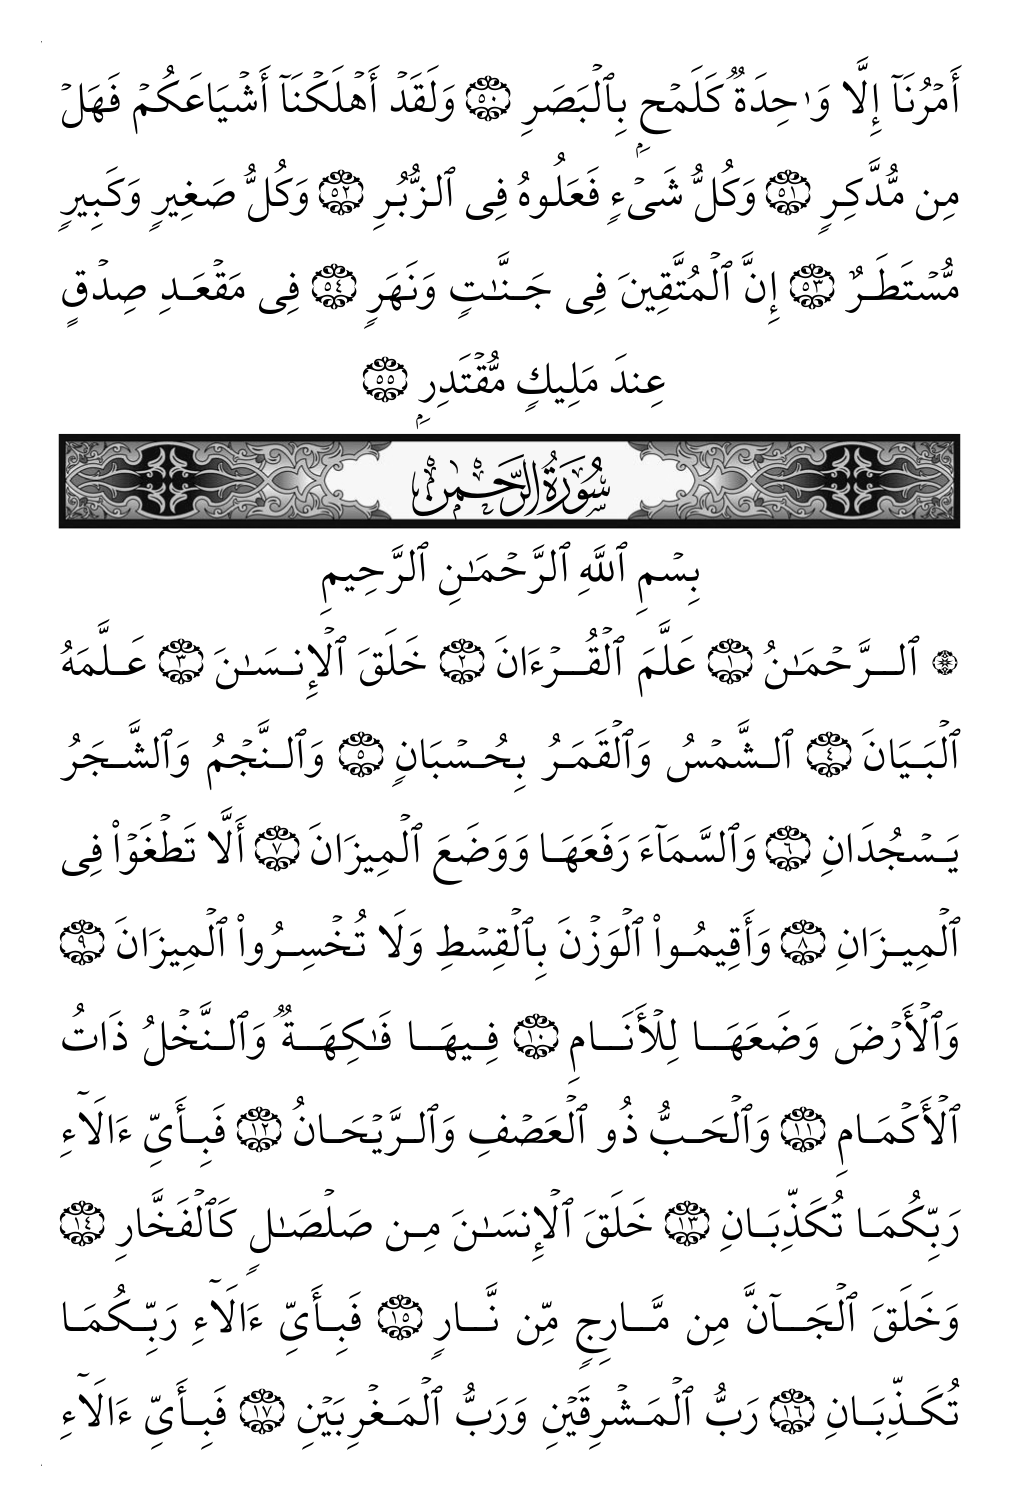 أَمۡرُنَآ إِلَّا وَٰحِدَةٞ كَلَمۡحِۭ بِٱلۡبَصَرِ ٥٠ وَلَقَدۡ أَهۡلَكۡنَآ أَشۡيَاعَكُمۡ فَهَلۡ
مِن مُّدَّكِرٖ ٥١ وَكُلُّ شَيۡءٖ فَعَلُوهُ فِي ٱلزُّبُرِ ٥٢ وَكُلُّ صَغِيرٖ وَكَبِيرٖ
مُّسۡتَطَرٌ ٥٣ إِنَّ ٱلۡمُتَّقِينَ فِي جَنَّٰتٖ وَنَهَرٖ ٥٤ فِي مَقۡعَدِ صِدۡقٍ
عِندَ مَلِيكٖ مُّقۡتَدِرِۭ ٥٥
سُورَةُ الرَّحۡمَٰن
بِسۡمِ ٱللَّهِ ٱلرَّحۡمَٰنِ ٱلرَّحِيمِ
۞ ٱلرَّحۡمَٰنُ ١ عَلَّمَ ٱلۡقُرۡءَانَ ٢ خَلَقَ ٱلۡإِنسَٰنَ ٣ عَلَّمَهُ
ٱلۡبَيَانَ ٤ ٱلشَّمۡسُ وَٱلۡقَمَرُ بِحُسۡبَانٖ ٥ وَٱلنَّجۡمُ وَٱلشَّجَرُ
يَسۡجُدَانِ ٦ وَٱلسَّمَآءَ رَفَعَهَا وَوَضَعَ ٱلۡمِيزَانَ ٧ أَلَّا تَطۡغَوۡاْ فِي
ٱلۡمِيزَانِ ٨ وَأَقِيمُواْ ٱلۡوَزۡنَ بِٱلۡقِسۡطِ وَلَا تُخۡسِرُواْ ٱلۡمِيزَانَ ٩
وَٱلۡأَرۡضَ وَضَعَهَا لِلۡأَنَامِ ١٠ فِيهَا فَٰكِهَةٞ وَٱلنَّخۡلُ ذَاتُ
ٱلۡأَكۡمَامِ ١١ وَٱلۡحَبُّ ذُو ٱلۡعَصۡفِ وَٱلرَّيۡحَانُ ١٢ فَبِأَيِّ ءَالَآءِ
رَبِّكُمَا تُكَذِّبَانِ ١٣ خَلَقَ ٱلۡإِنسَٰنَ مِن صَلۡصَٰلٖ كَٱلۡفَخَّارِ ١٤
وَخَلَقَ ٱلۡجَآنَّ مِن مَّارِجٖ مِّن نَّارٖ ١٥ فَبِأَيِّ ءَالَآءِ رَبِّكُمَا
تُكَذِّبَانِ ١٦ رَبُّ ٱلۡمَشۡرِقَيۡنِ وَرَبُّ ٱلۡمَغۡرِبَيۡنِ ١٧ فَبِأَيِّ ءَالَآءِ